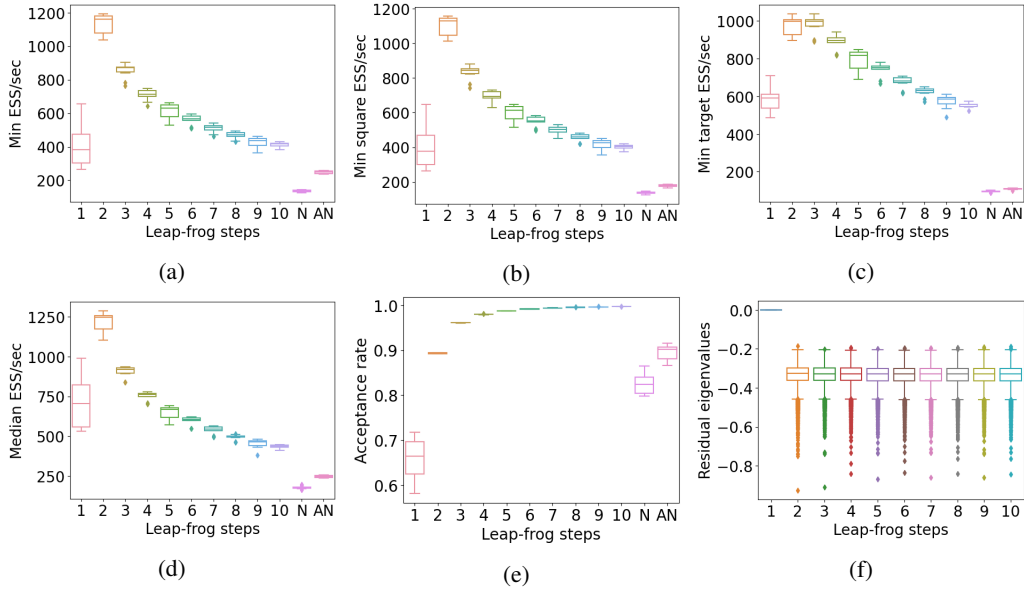 Min ESS/sec
1200
1000
800
600
400
200
1 2 3 4 5 6 7 8 9 10 N AN
Leap-frog steps
(a)
Min square ESS/sec
1200
1000
800
600
400
200
1 2 3 4 5 6 7 8 9 10 N AN
Leap-frog steps
(b)
Min target ESS/sec
1000
800
600
400
200
1 2 3 4 5 6 7 8 9 10 N AN
Leap-frog steps
(c)
Median ESS/sec
1250
1000
750
500
250
1 2 3 4 5 6 7 8 9 10 N AN
Leap-frog steps
(d)
Acceptance rate
1.0
0.9
0.8
0.7
0.6
1 2 3 4 5 6 7 8 9 10 N AN
Leap-frog steps
(e)
Residual eigenvalues
0.0
−0.2
−0.4
−0.6
−0.8
1 2 3 4 5 6 7 8 9 10
Leap-frog steps
(f)